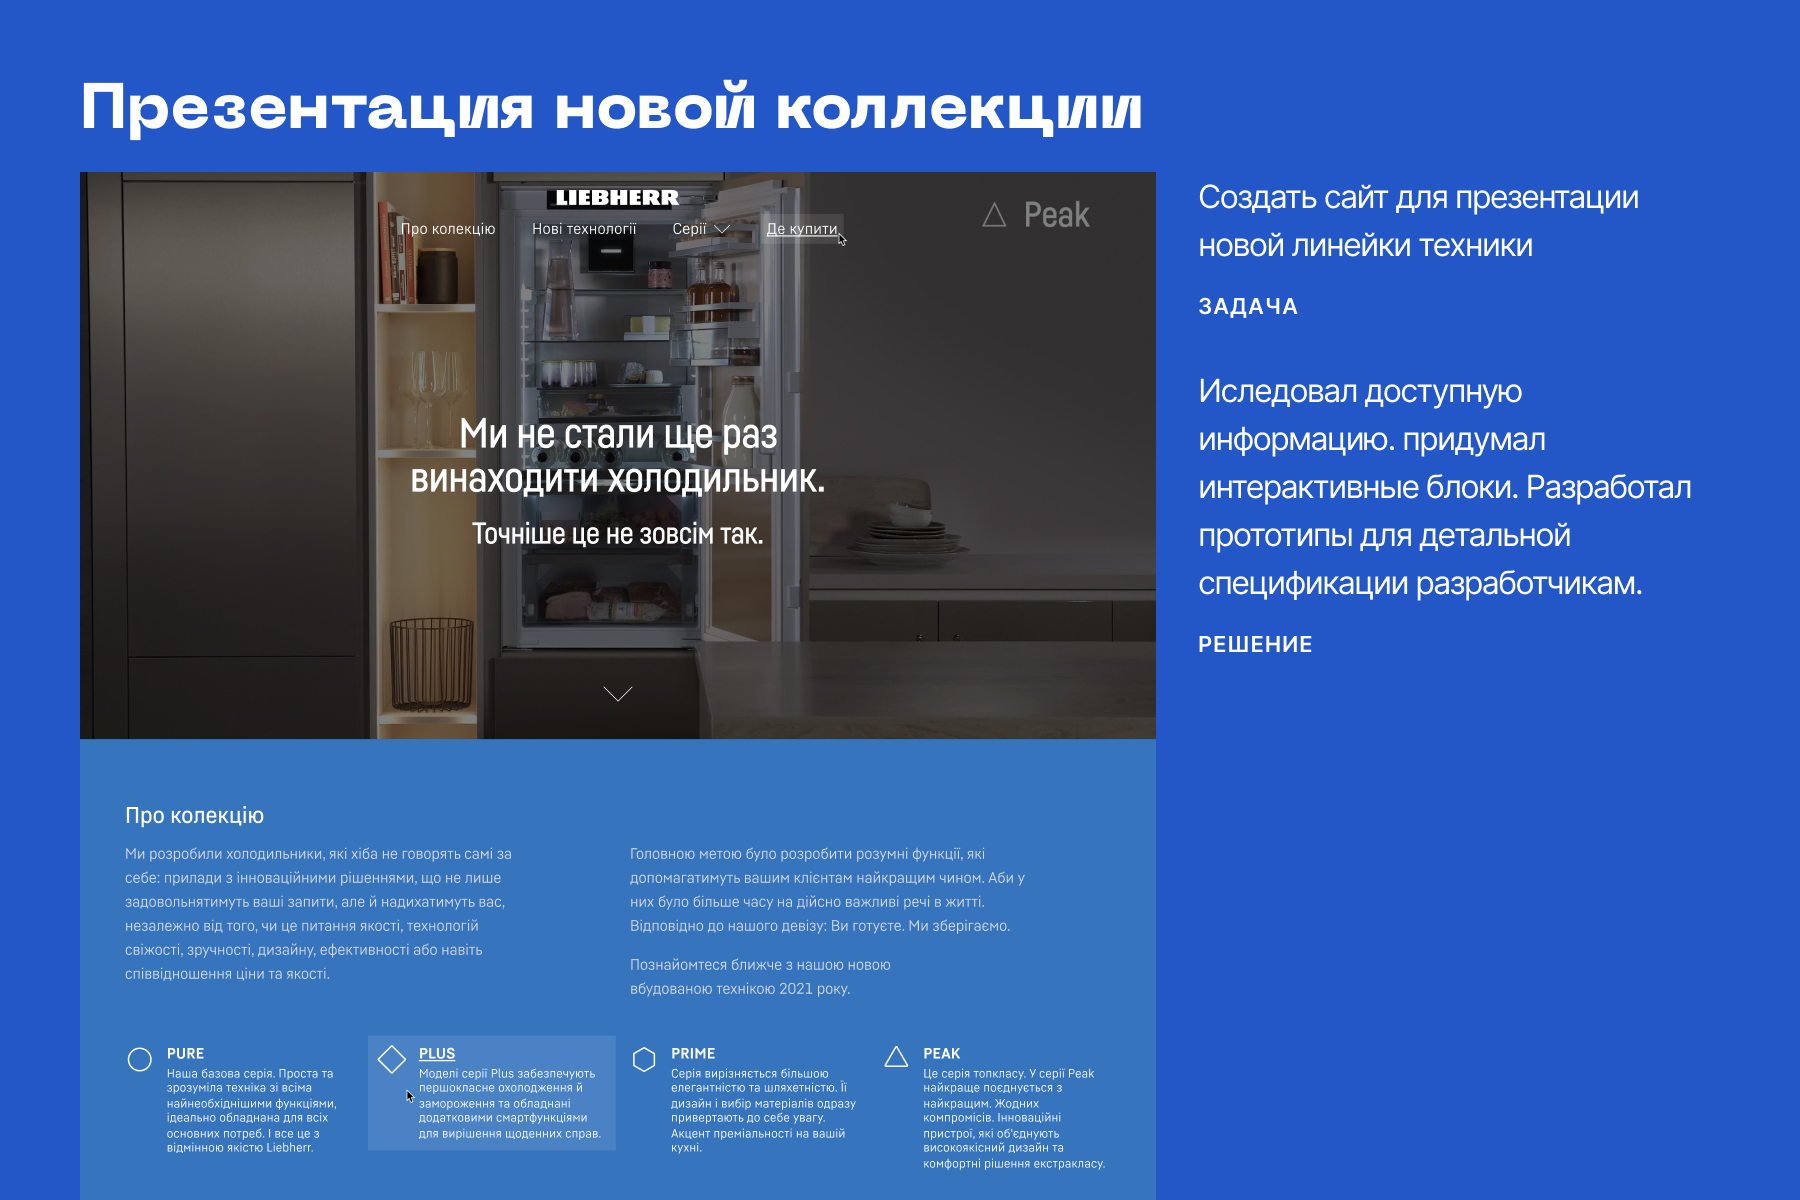 Презентация новой коллекции
LIEBHERR
Peak
Про колекцію Нові технології Серії Де купити
Ми не стали ще раз
винаходити холодильник.
Точніше це не зовсім так.
Создать сайт для презентации
новой линейки техники
ЗАДАЧА
Иследовал доступную
информацию. придумал
интерактивные блоки. Разработал
прототипы для детальной
спецификации разработчикам.
РЕШЕНИЕ
Про колекцію
Ми розробили холодильники, які хіба не говорять самі за
себе: прилади з інноваційними рішеннями, що не лише
задовольнятимуть ваші запити, але й надихатимуть вас,
незалежно від того, чи це питання якості, технологій
свіжості, зручності, дизайну, ефективності або навіть
співвідношення ціни та якості.
Головною метою було розробити розумні функції, які
допомагатимуть вашим клієнтам найкращим чином. Аби у
них було більше часу на дійсно важливі речі в житті.
Відповідно до нашого девізу: Ви готуєте. Ми зберігаємо.
Познайомтеся ближче з нашою новою
вбудованою технікою 2021 року.
PURE
Наша базова серія. Проста та
зрозуміла техніка зі всіма
найнеобхіднішими функціями,
ідеально обладнана для всіх
основних потреб. І все це з
відмінною якістю Liebherr.
PLUS
Моделі серії Plus забезпечують
першокласне охолодження й
замороження та обладнані
додатковими смартфункціями
для вирішення щоденних справ.
PRIME
Серія вирізняється більшою
елегантністю та шляхетністю. Її
дизайн і вибір матеріалів одразу
привертають до себе увагу.
Акцент преміальності на вашій
кухні.
PEAK
Це серія топкласу. У серії Peak
найкраще поєднується з
найкращим. Жодних
компромісів. Інноваційні
пристрої, які об'єднують
високоякісний дизайн та
комфортні рішення екстракласу.